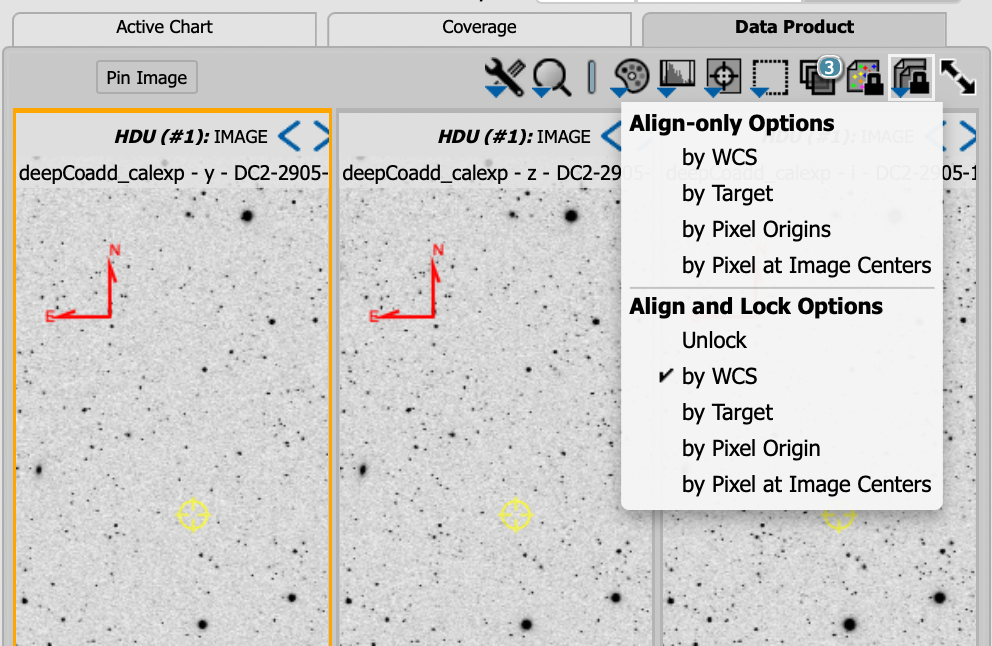 Active Chart
Coverage
Data Product
Pin Image
3
HDU (#1): IMAGE
HDU (#1): IMAGE
HDU (#1): IMAGE
deepCoadd_calexp - y - DC2-2905-
deepCoadd_calexp - z - DC2-2905-
deepCoadd_calexp - i - DC2-2905-1
N
E
N
E
Align-only Options
by WCS
by Target
by Pixel Origins
by Pixel at Image Centers
Align and Lock Options
Unlock
✔ by WCS
by Target
by Pixel Origin
by Pixel at Image Centers